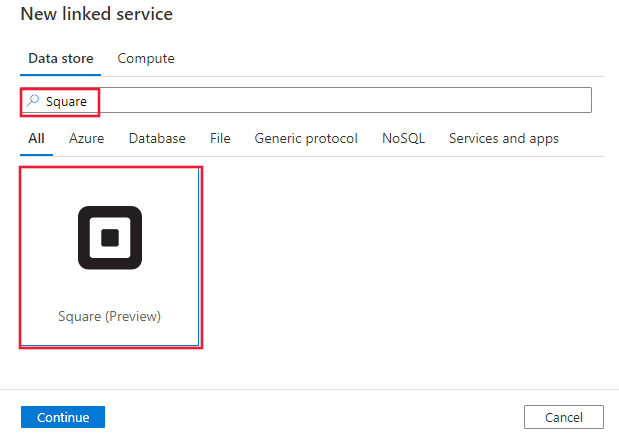 New linked service
Data store Compute
Square
All Azure Database File Generic protocol NoSQL Services and apps
Square (Preview)
Continue Cancel